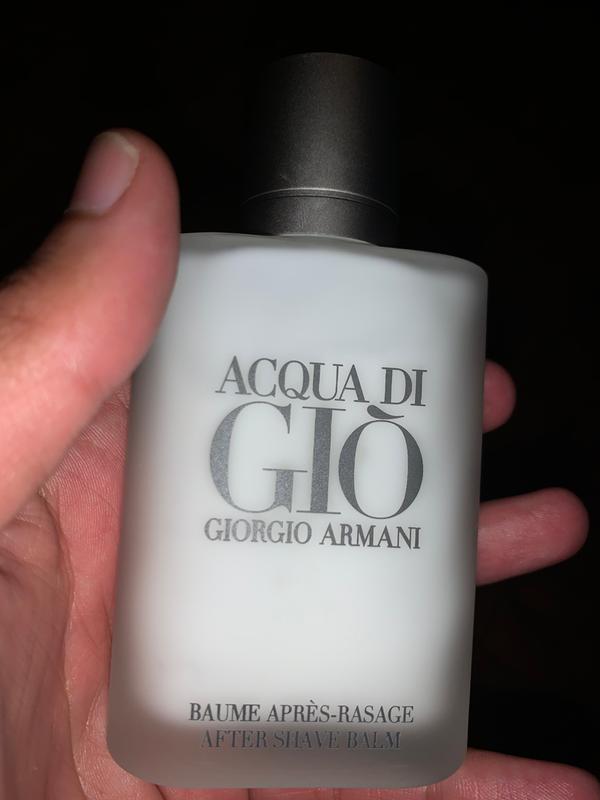 ACQUA DI
GIÒ
GIORGIO ARMANI
BAUME APRÈS-RASAGE
AFTER SHAVE BALM